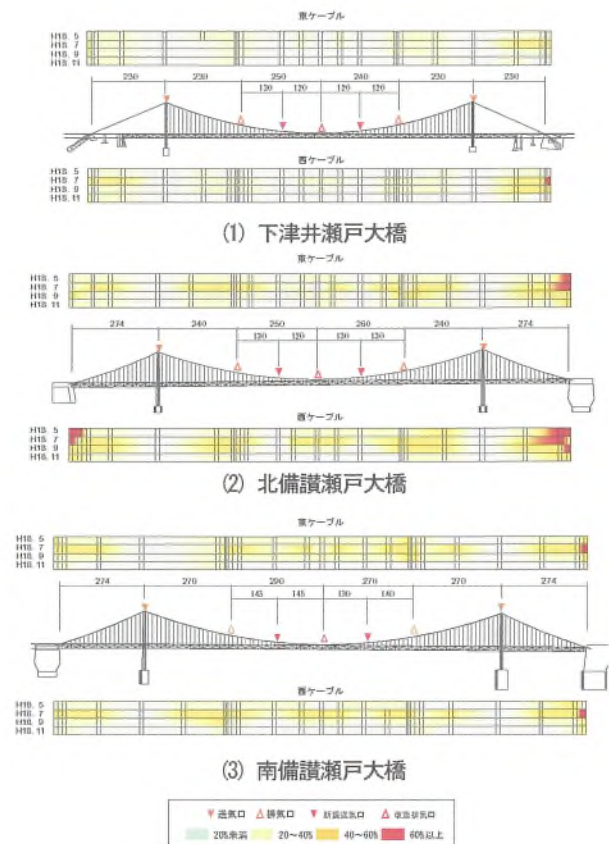 東ケーブル
H18. 5
H18. 7
H18. 9
H18. 11
230 230 250 240 230 230
120 120 120 120
西ケーブル
H18. 5
H18. 7
H18. 9
H18. 11
(1) 下津井瀬戸大橋
東ケーブル
H18. 5
H18. 7
H18. 9
H18. 11
274 240 250 260 240 274
130 120 130 130
西ケーブル
H18. 5
H18. 7
H18. 9
H18. 11
(2) 北備讃瀬戸大橋
東ケーブル
H18. 5
H18. 7
H18. 9
H18. 11
274 270 290 270 270 274
145 145 130 140
西ケーブル
H18. 5
H18. 7
H18. 9
H18. 11
(3) 南備讃瀬戸大橋
送気口 排気口 新設送気口 改造排気口
20%未満 20～40% 40～60% 60%以上